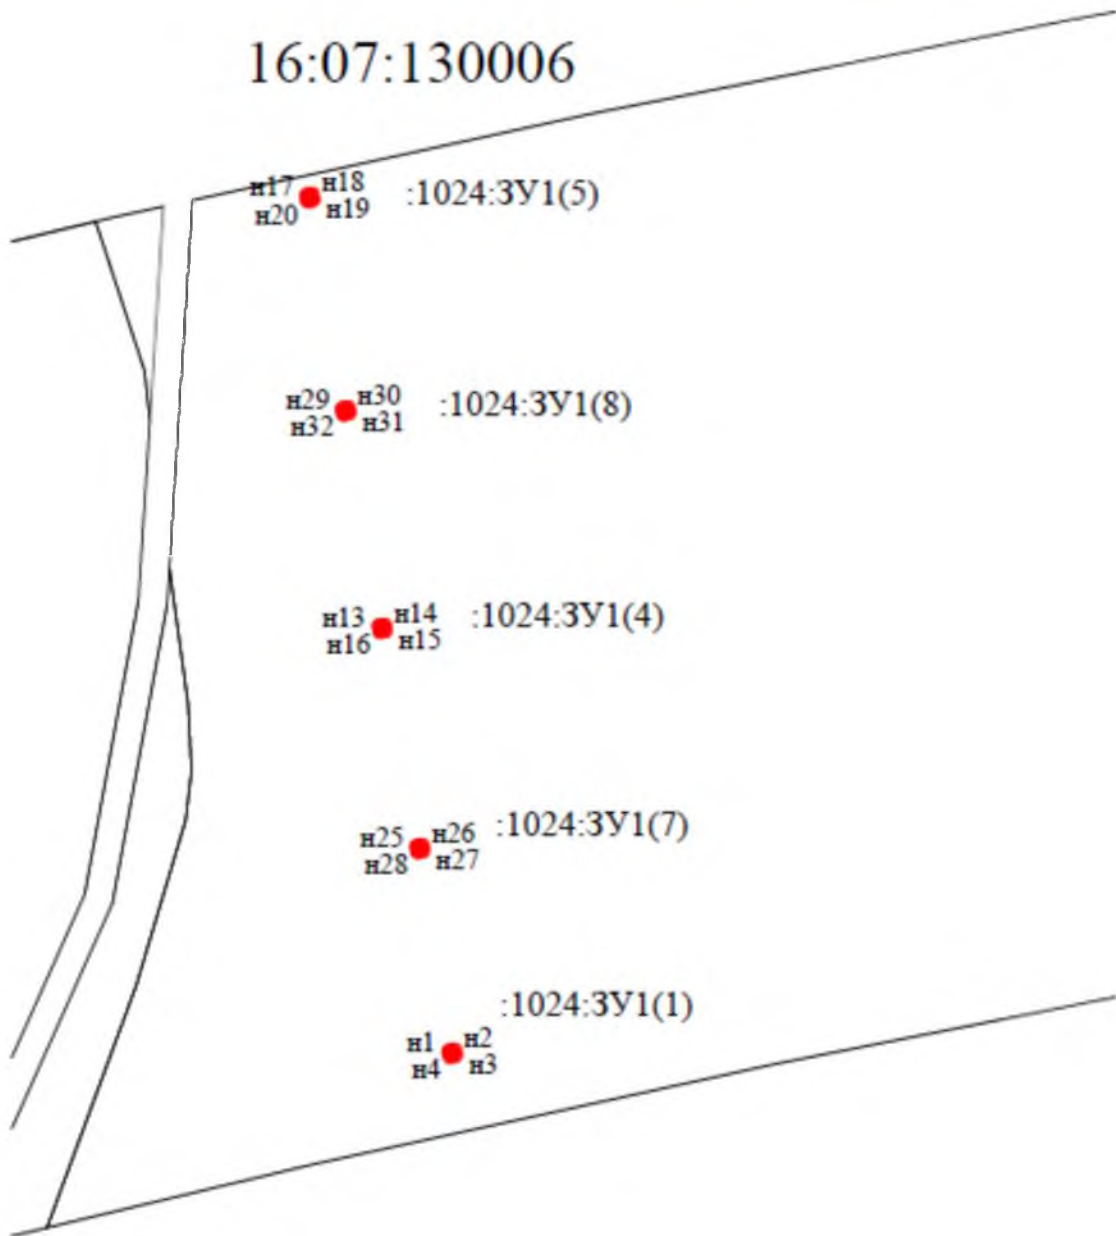 16:07:130006
н17 н18 :1024:ЗУ1(5)
н20 н19
н29 н30 :1024:ЗУ1(8)
н32 н31
н13 н14 :1024:ЗУ1(4)
н16 н15
н25 н26 :1024:ЗУ1(7)
н28 н27
:1024:ЗУ1(1)
н1 н2
н4 н3